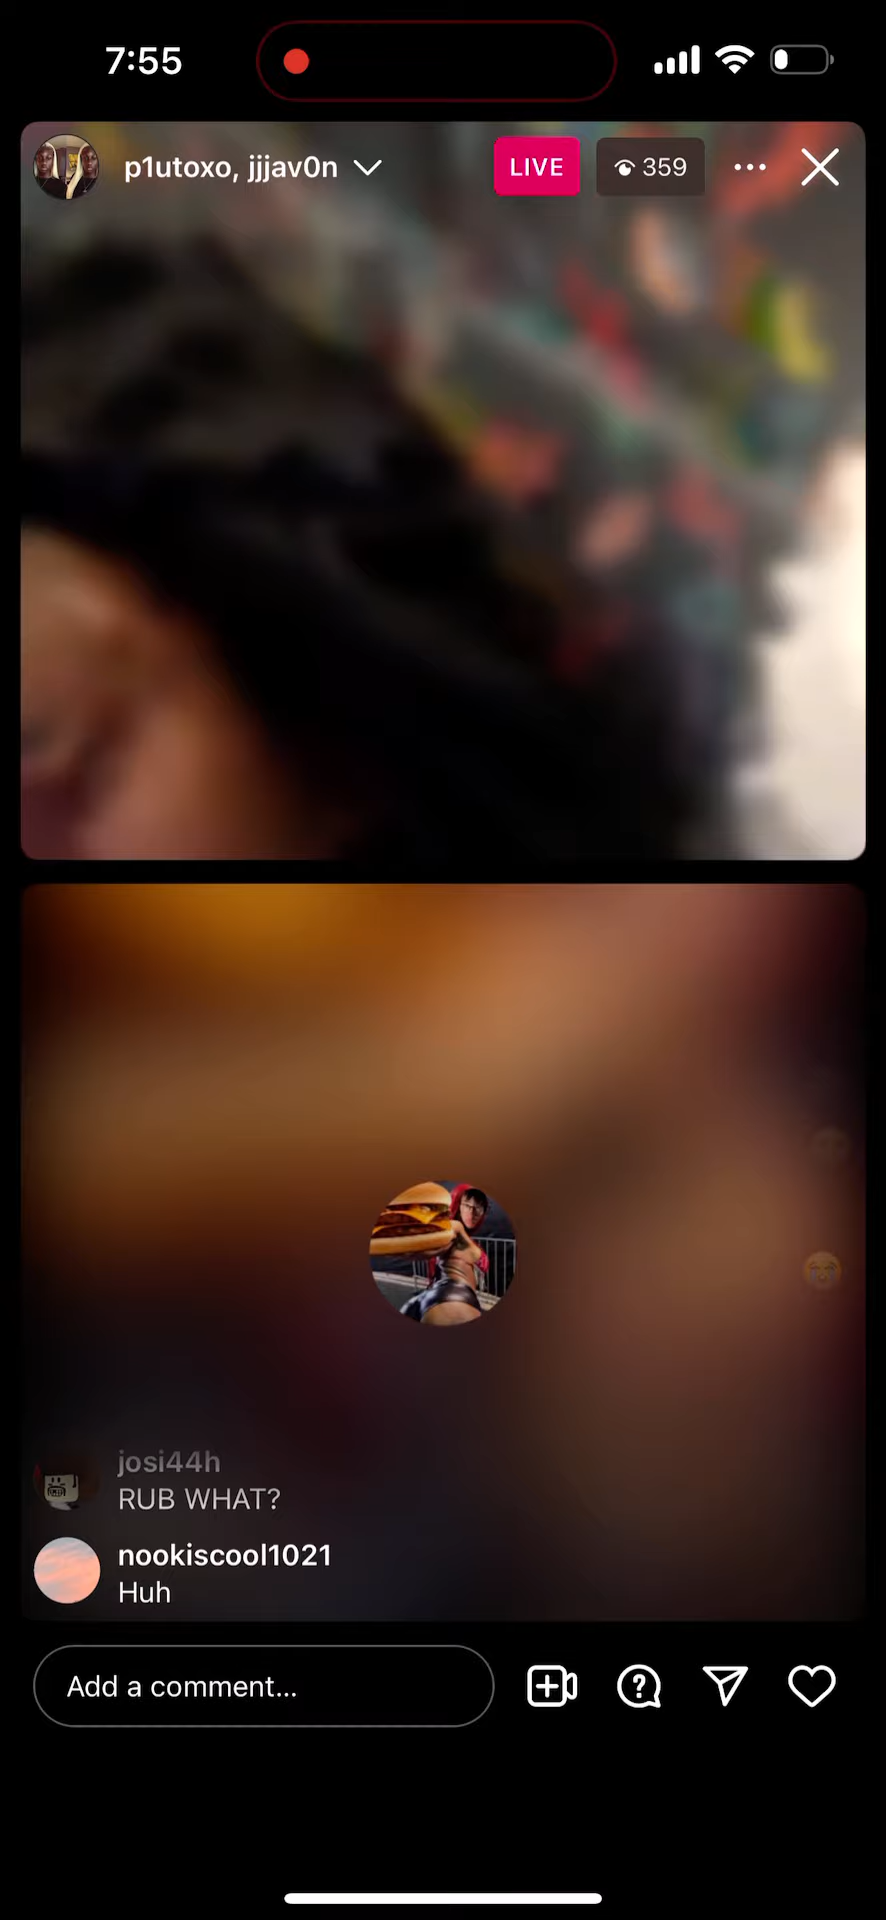 7:55
p1utoxo, jjjav0n
LIVE
359
josi44h
RUB WHAT?
nookiscool1021
Huh
Add a comment...